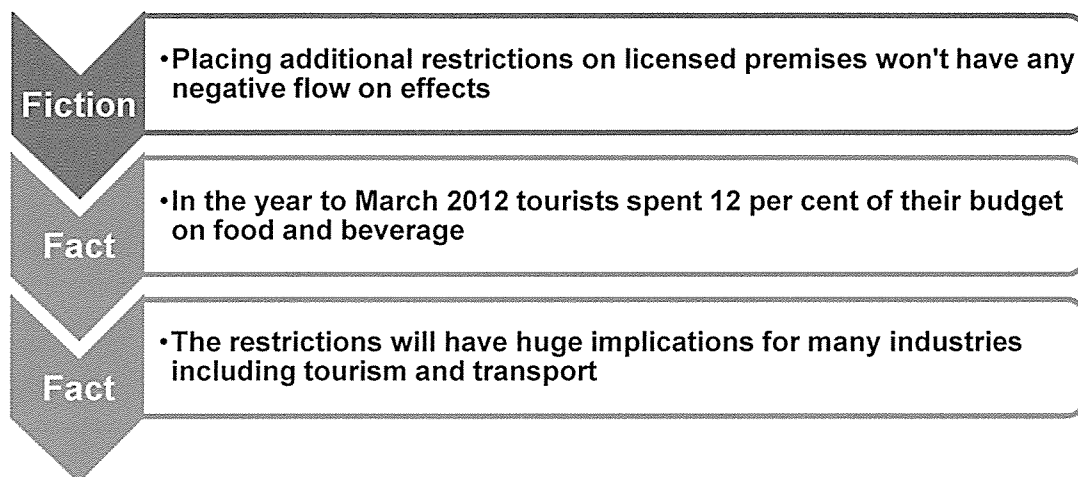 Fiction
•Placing additional restrictions on licensed premises won't have any
negative flow on effects
Fact
•In the year to March 2012 tourists spent 12 per cent of their budget
on food and beverage
Fact
•The restrictions will have huge implications for many industries
including tourism and transport